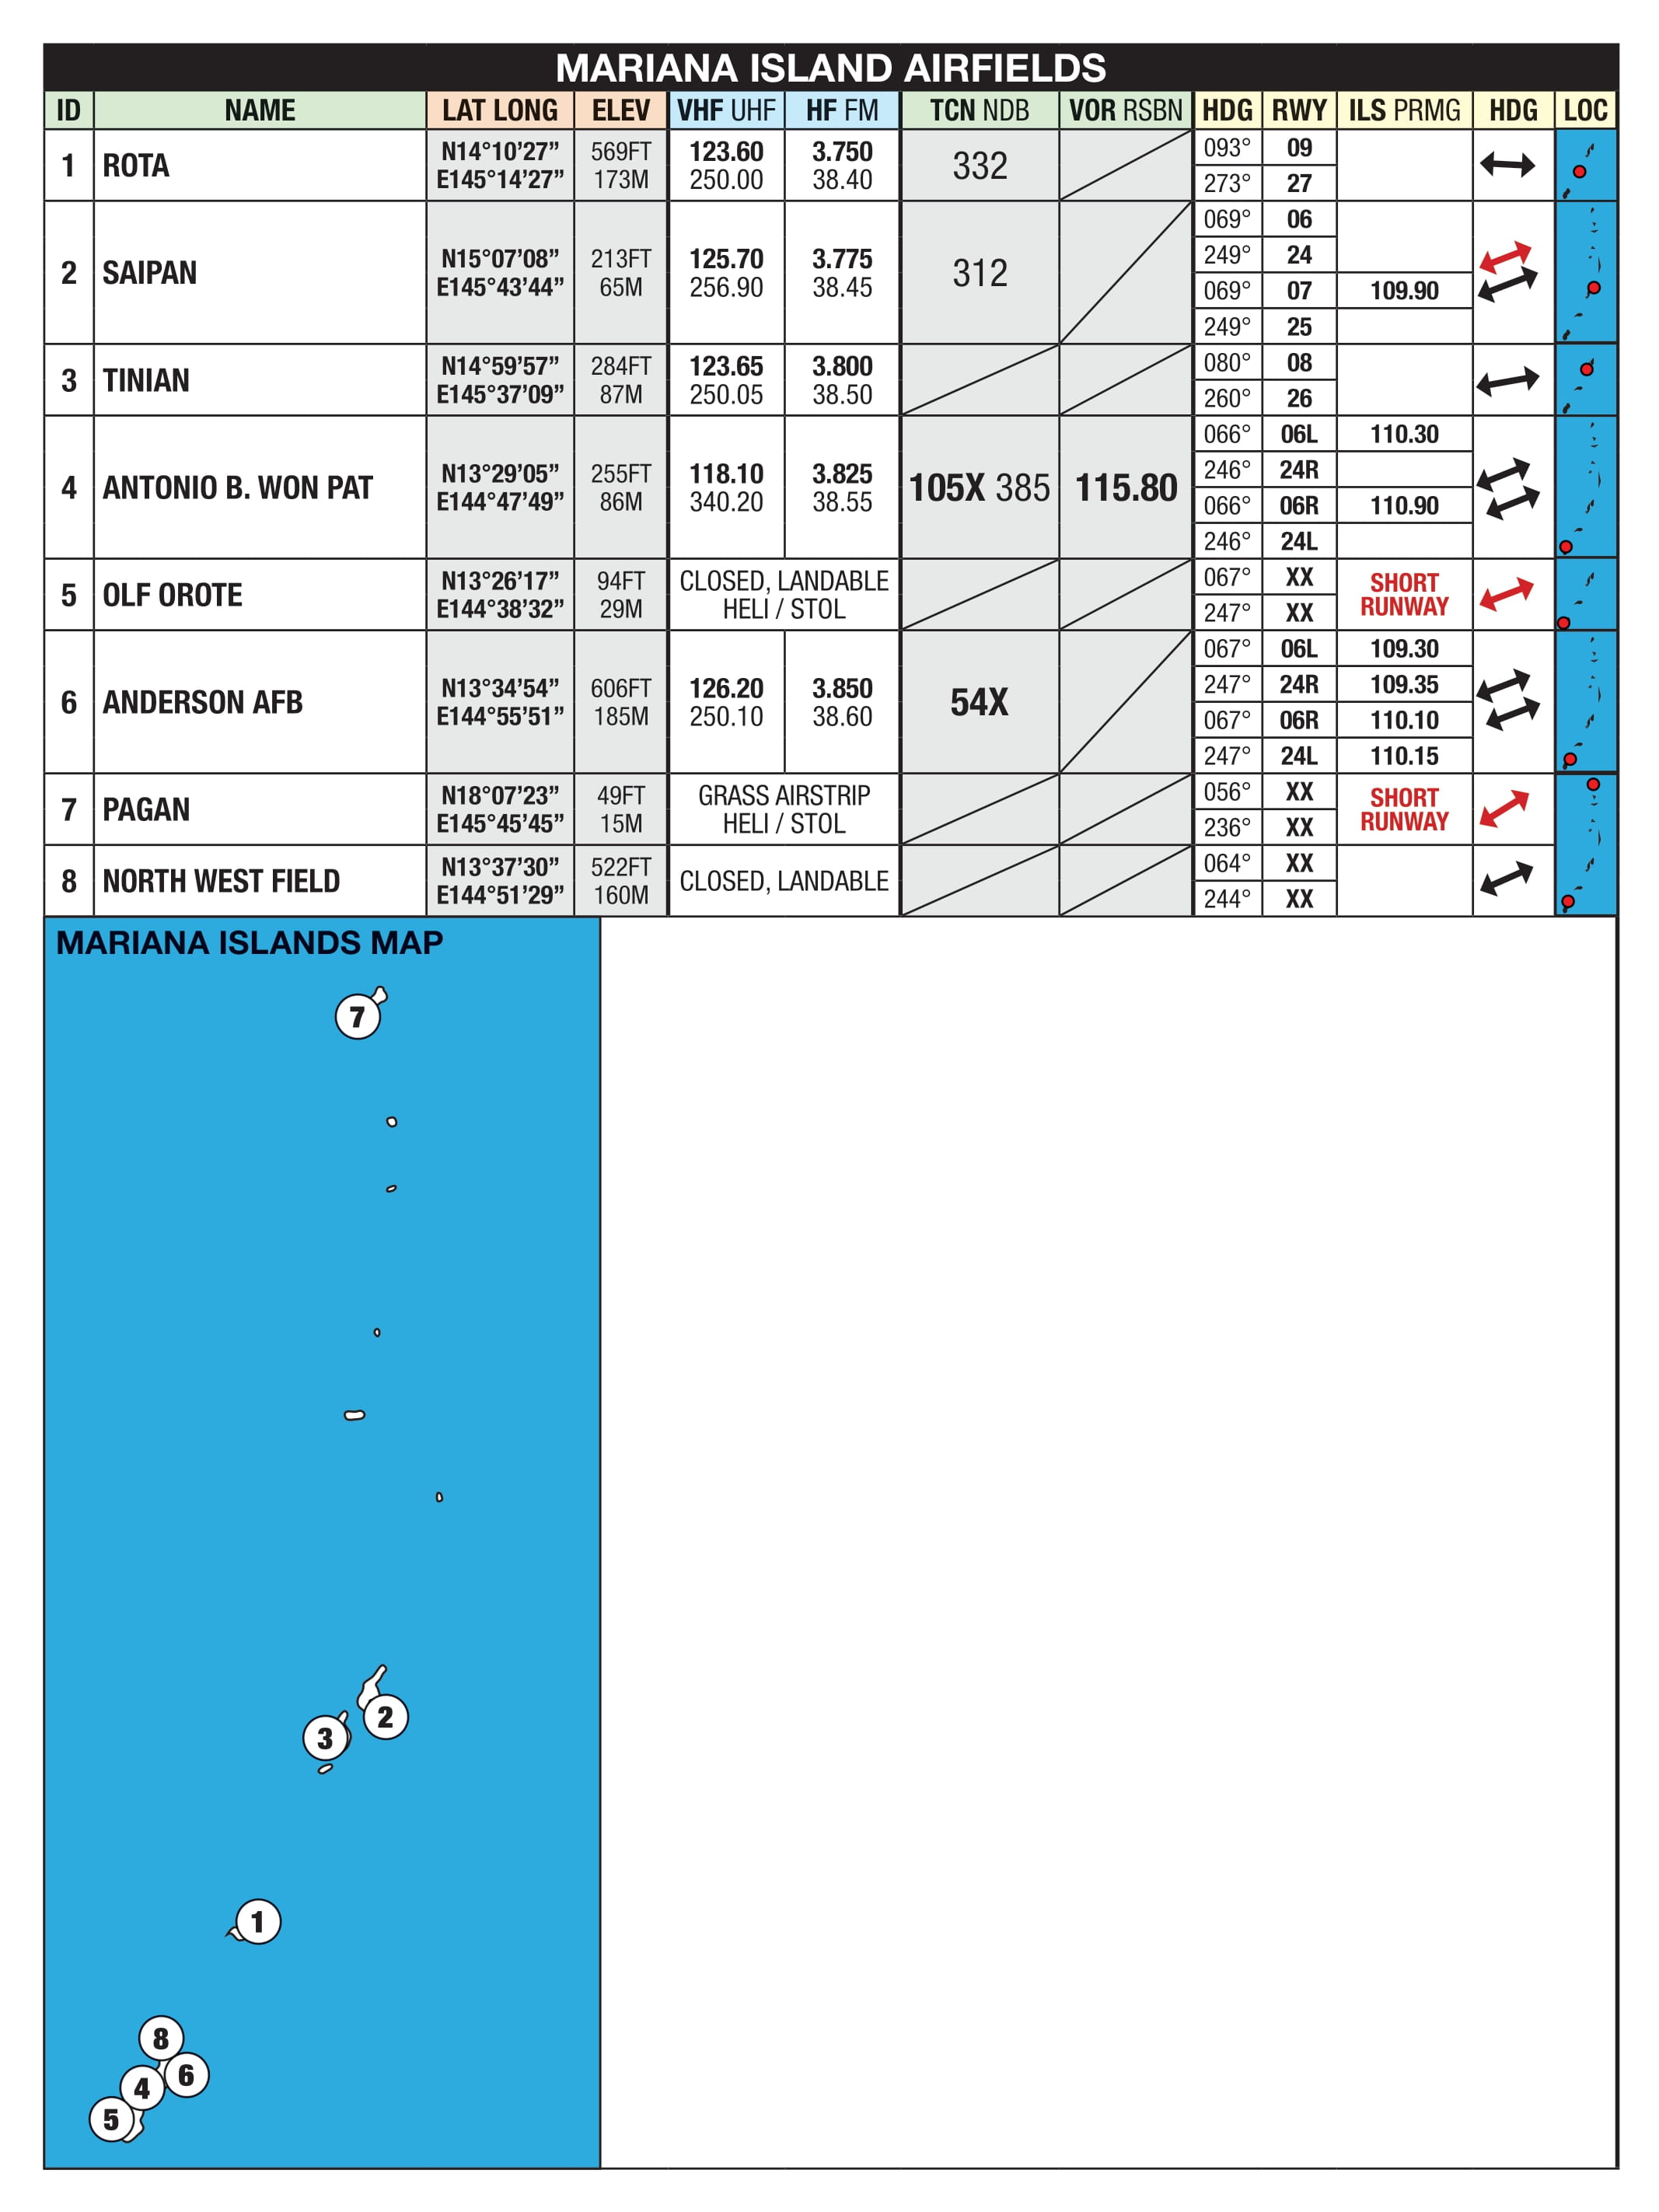 MARIANA ISLAND AIRFIELDS
ID NAME LAT LONG ELEV VHF UHF HF FM TCN NDB VOR RSBN HDG RWY ILS PRMG HDG LOC
1 ROTA N14°10'27” 569FT 123.60 3.750 332 093° 09
E145°14'27” 173M 250.00 38.40 273° 27
2 SAIPAN N15°07'08” 213FT 125.70 3.775 312 069° 06
E145°43'44” 65M 256.90 38.45 249° 24
069° 07 109.90
249° 25
3 TINIAN N14°59'57” 284FT 123.65 3.800 080° 08
E145°37'09” 87M 250.05 38.50 260° 26
4 ANTONIO B. WON PAT N13°29'05” 255FT 118.10 3.825 105X 385 115.80 066° 06L 110.30
E144°47'49” 86M 340.20 38.55 246° 24R
066° 06R 110.90
246° 24L
5 OLF OROTE N13°26'17” 94FT CLOSED, LANDABLE 067° XX SHORT
E144°38'32” 29M HELI / STOL 247° XX RUNWAY
6 ANDERSON AFB N13°34'54” 606FT 126.20 3.850 54X 067° 06L 109.30
E144°55'51” 185M 250.10 38.60 247° 24R 109.35
067° 06R 110.10
247° 24L 110.15
7 PAGAN N18°07'23” 49FT GRASS AIRSTRIP 056° XX SHORT
E145°45'45” 15M HELI / STOL 236° XX RUNWAY
8 NORTH WEST FIELD N13°37'30” 522FT CLOSED, LANDABLE 064° XX
E144°51'29” 160M 244° XX
MARIANA ISLANDS MAP
7
2
3
1
8
6
4
5